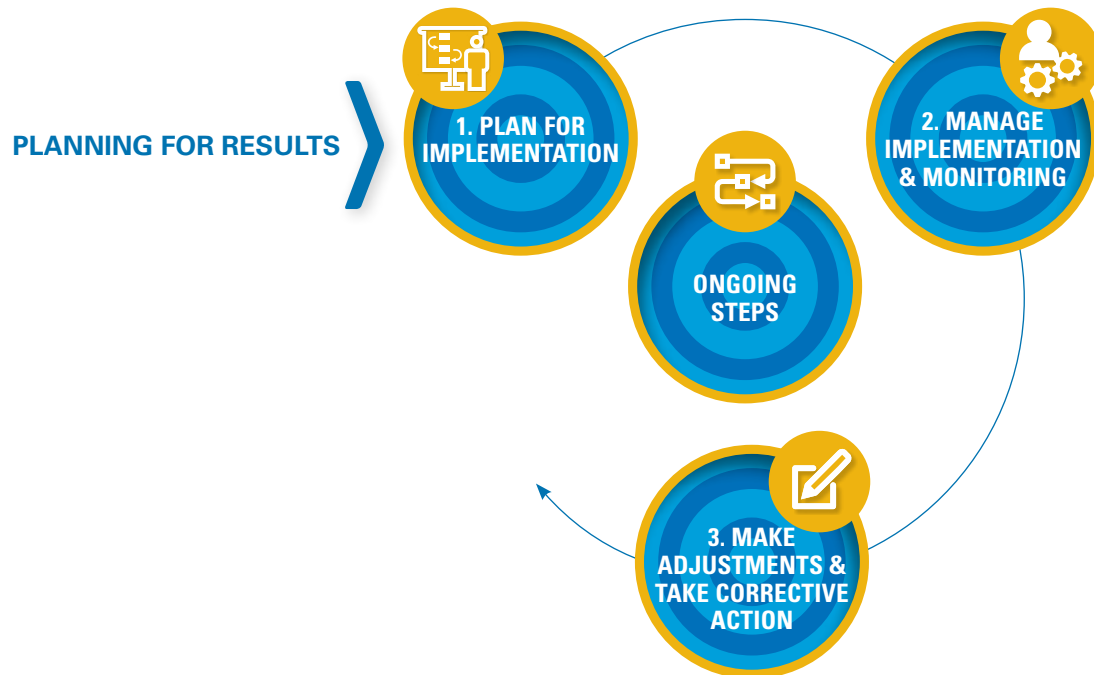 PLANNING FOR RESULTS
1. PLAN FOR
IMPLEMENTATION
2. MANAGE
IMPLEMENTATION
& MONITORING
ONGOING
STEPS
3. MAKE
ADJUSTMENTS &
TAKE CORRECTIVE
ACTION